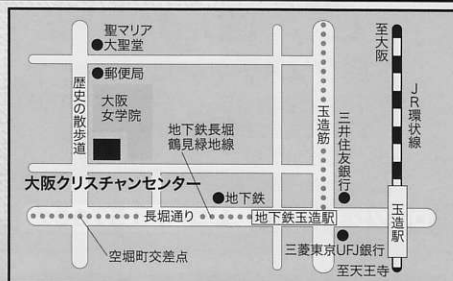 聖マリア
大聖堂
郵便局
歴史の散歩道
大阪
女学院
大阪クリスチャンセンター
地下鉄長堀
鶴見緑地線
地下鉄
長堀通り
地下鉄玉造駅
空堀町交差点
玉造筋
三井住友銀行
三菱東京UFJ銀行
至大阪
JR環状線
玉造駅
至天王寺